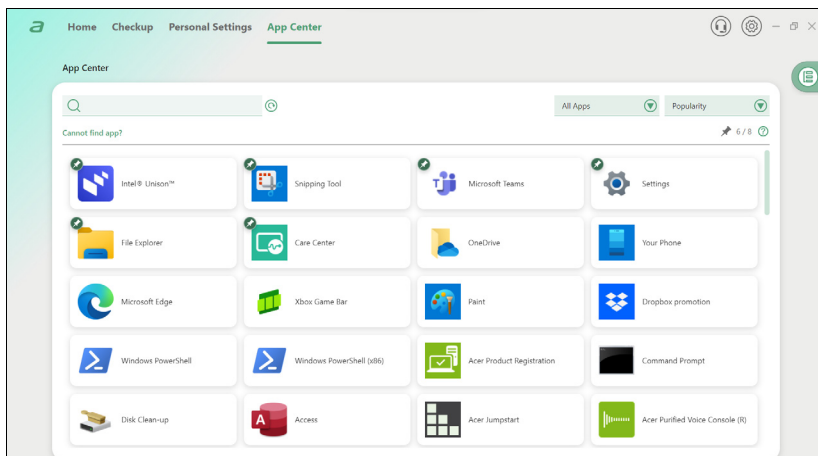 a Home Checkup Personal Settings App Center
App Center
All Apps Popularity
Cannot find app? 6 / 8
Intel® Unison™ Snipping Tool Microsoft Teams Settings
File Explorer Care Center OneDrive Your Phone
Microsoft Edge Xbox Game Bar Paint Dropbox promotion
Windows PowerShell Windows PowerShell (x86) Acer Product Registration Command Prompt
Disk Clean-up Access Acer Jumpstart Acer Purified Voice Console (R)